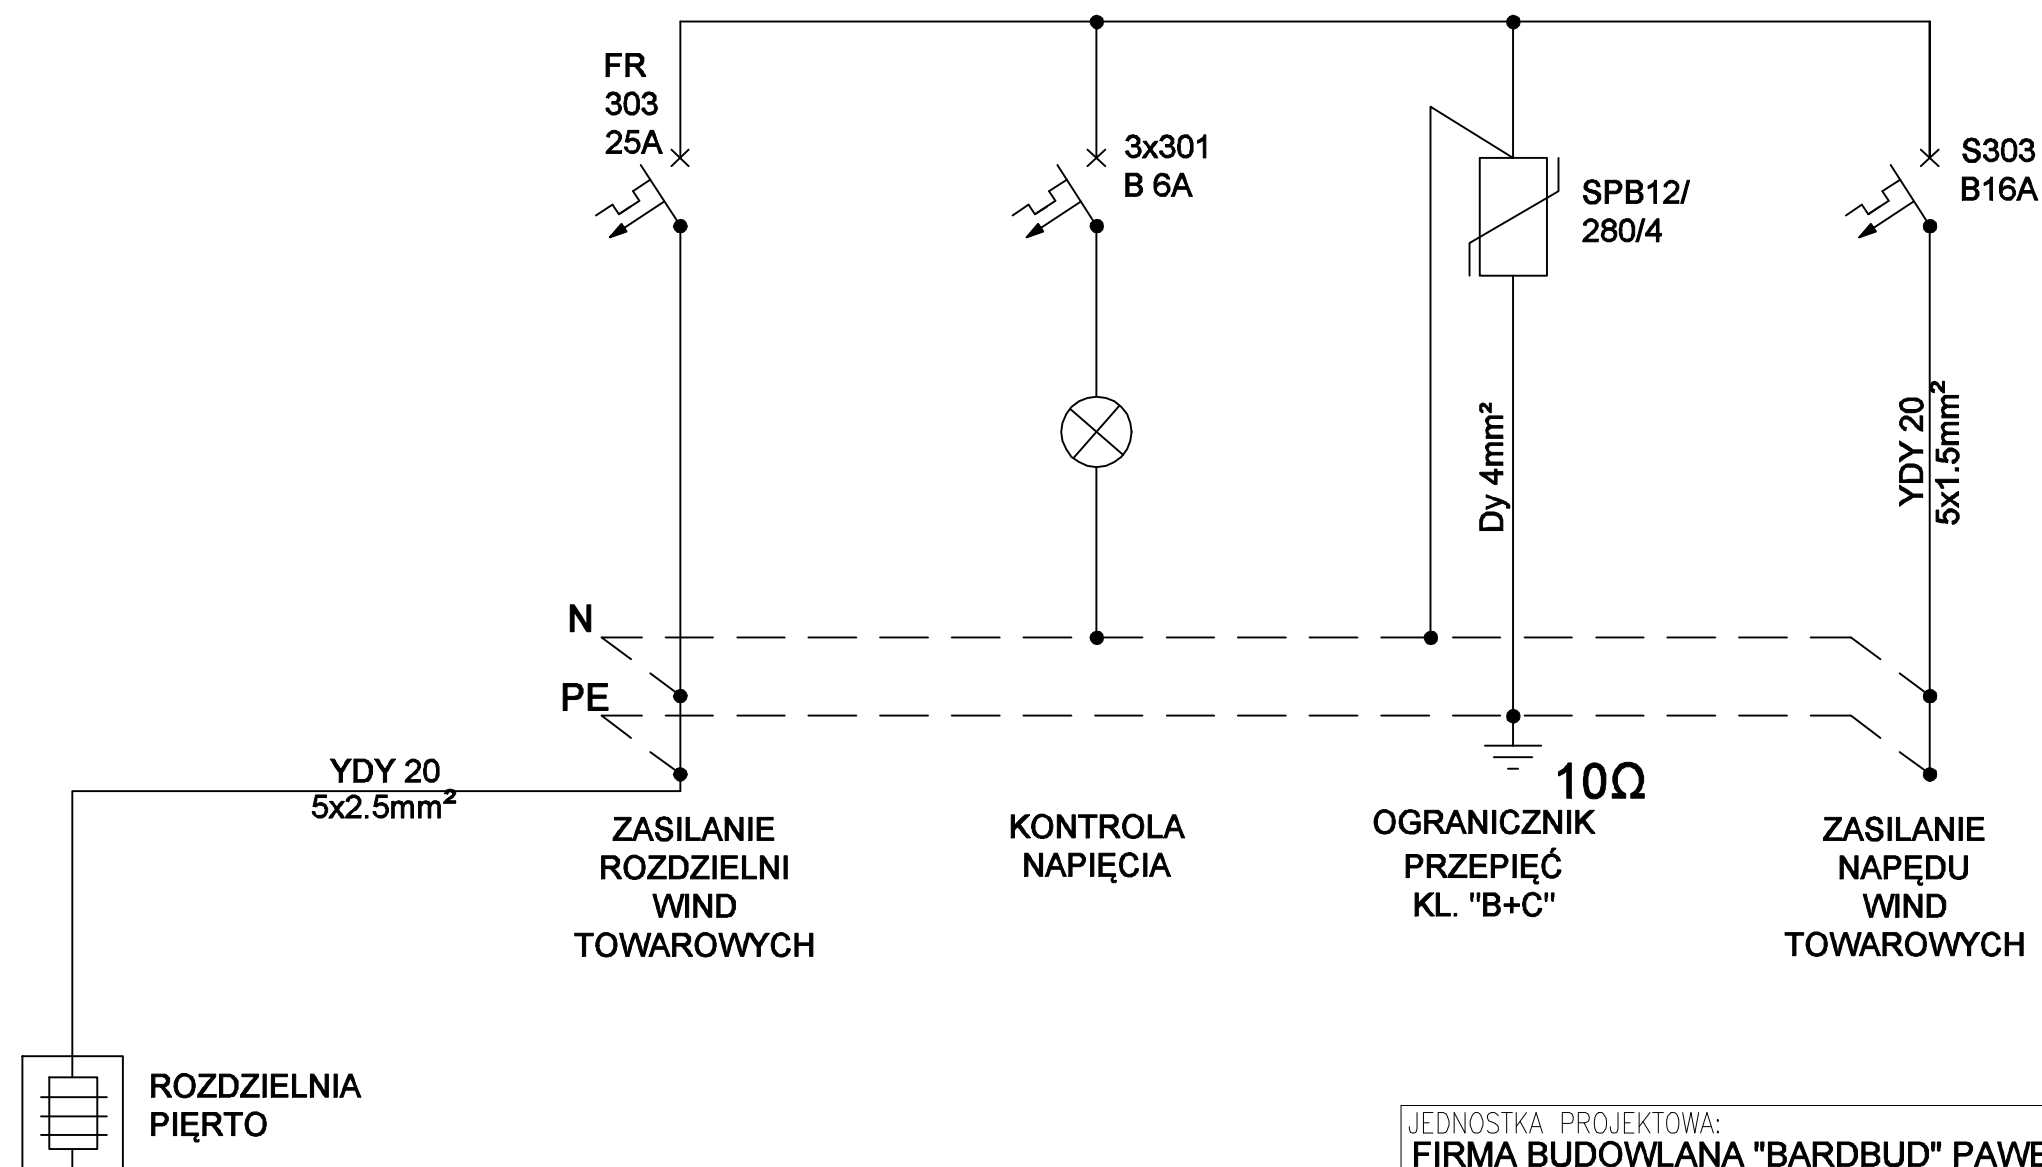 FR
303
25A
3x301
B 6A
SPB12/
280/4
S303
B16A
Dy 4mm²
YDY 20
5x1.5mm²
N
PE
YDY 20
5x2.5mm²
10Ω
ZASILANIE
ROZDZIELNI
WIND
TOWAROWYCH
KONTROLA
NAPIĘCIA
OGRANICZNIK
PRZEPIĘĆ
KL. "B+C"
ZASILANIE
NAPĘDU
WIND
TOWAROWYCH
ROZDZIELNIA
PIĘRTO
JEDNOSTKA PROJEKTOWA:
FIRMA BUDOWLANA "BARDBUD" PAWE